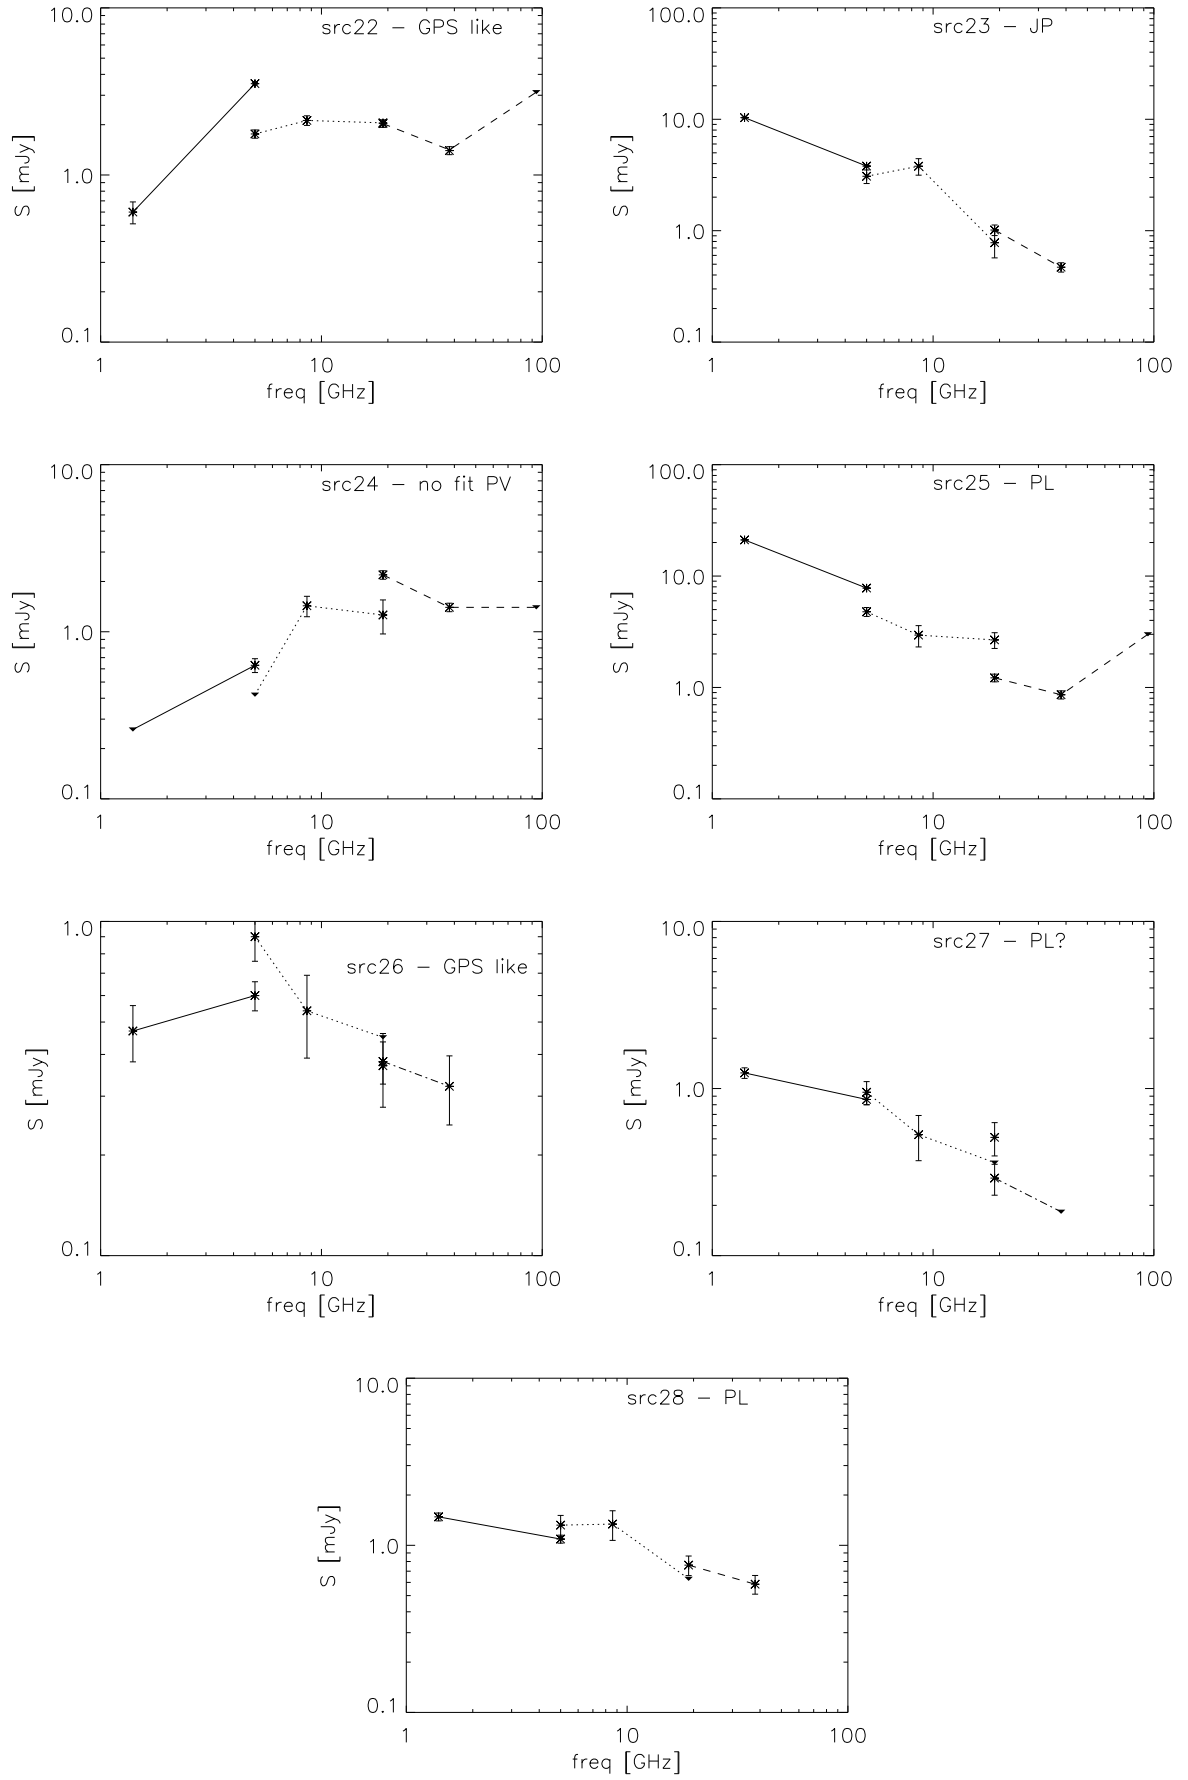 10.0
src22 − GPS like
1.0
S [mJy]
0.1
1
10
100
freq [GHz]
100.0
src23 − JP
10.0
S [mJy]
1.0
0.1
1
10
100
freq [GHz]
10.0
src24 − no fit PV
1.0
S [mJy]
0.1
1
10
100
freq [GHz]
100.0
src25 − PL
10.0
S [mJy]
1.0
0.1
1
10
100
freq [GHz]
1.0
src26 − GPS like
S [mJy]
0.1
1
10
100
freq [GHz]
10.0
src27 − PL?
1.0
S [mJy]
0.1
1
10
100
freq [GHz]
10.0
src28 − PL
1.0
S [mJy]
0.1
1
10
100
freq [GHz]